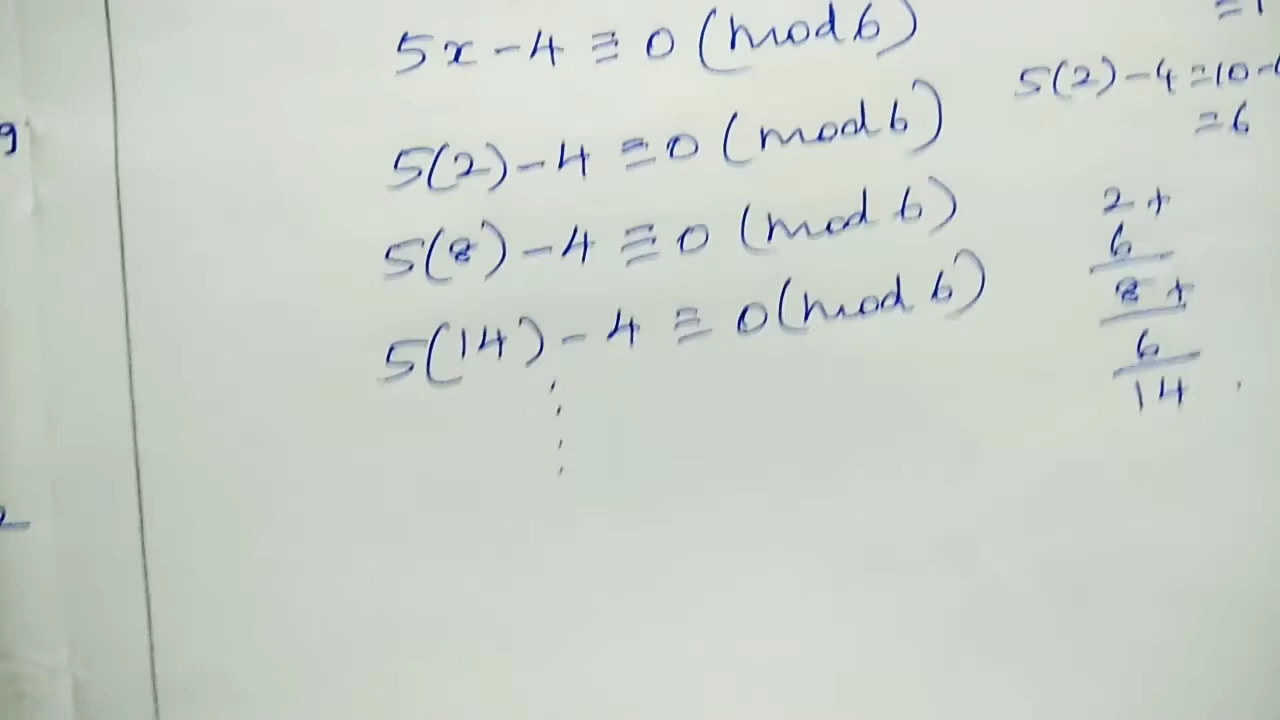 5x - 4 ≡ 0 (mod 6)
5(2) - 4 ≡ 0 (mod 6)
5(8) - 4 ≡ 0 (mod 6)
5(14) - 4 ≡ 0 (mod 6)
5(2) - 4 = 10 -
= 6
2 +
6
8 +
6
14
9